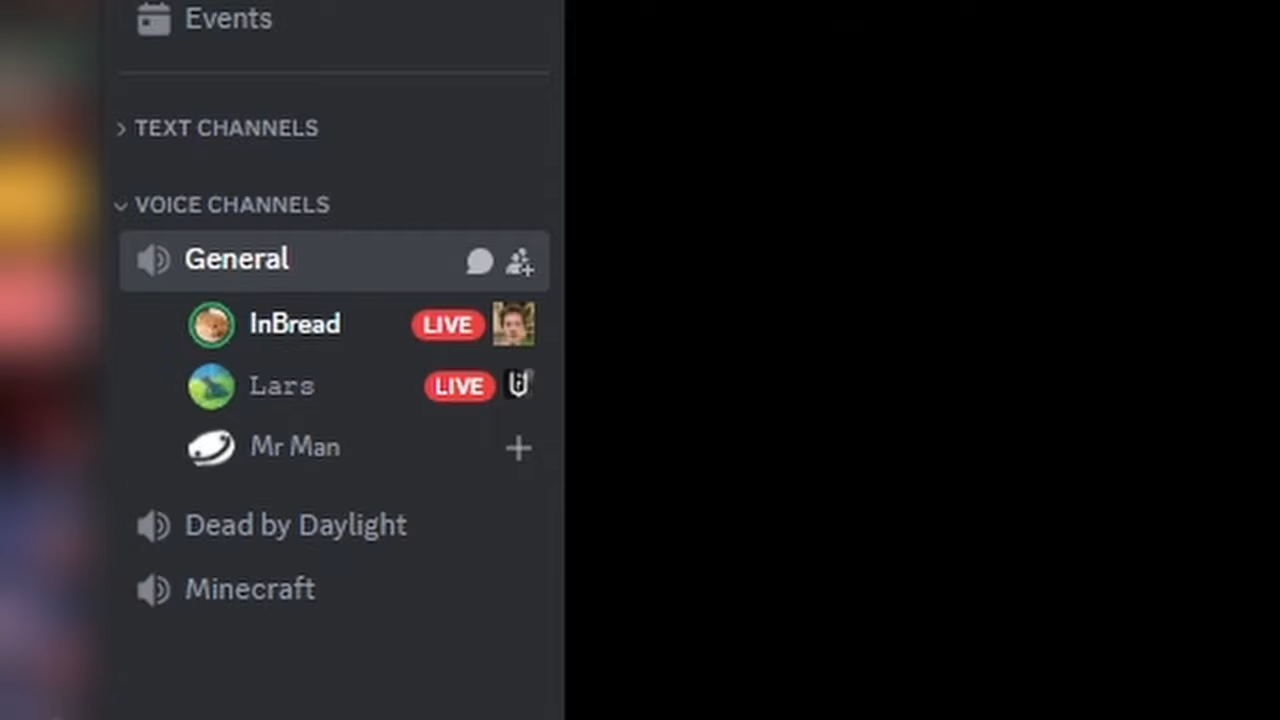 Events
TEXT CHANNELS
VOICE CHANNELS
General
InBread LIVE
Lars LIVE
Mr Man
Dead by Daylight
Minecraft